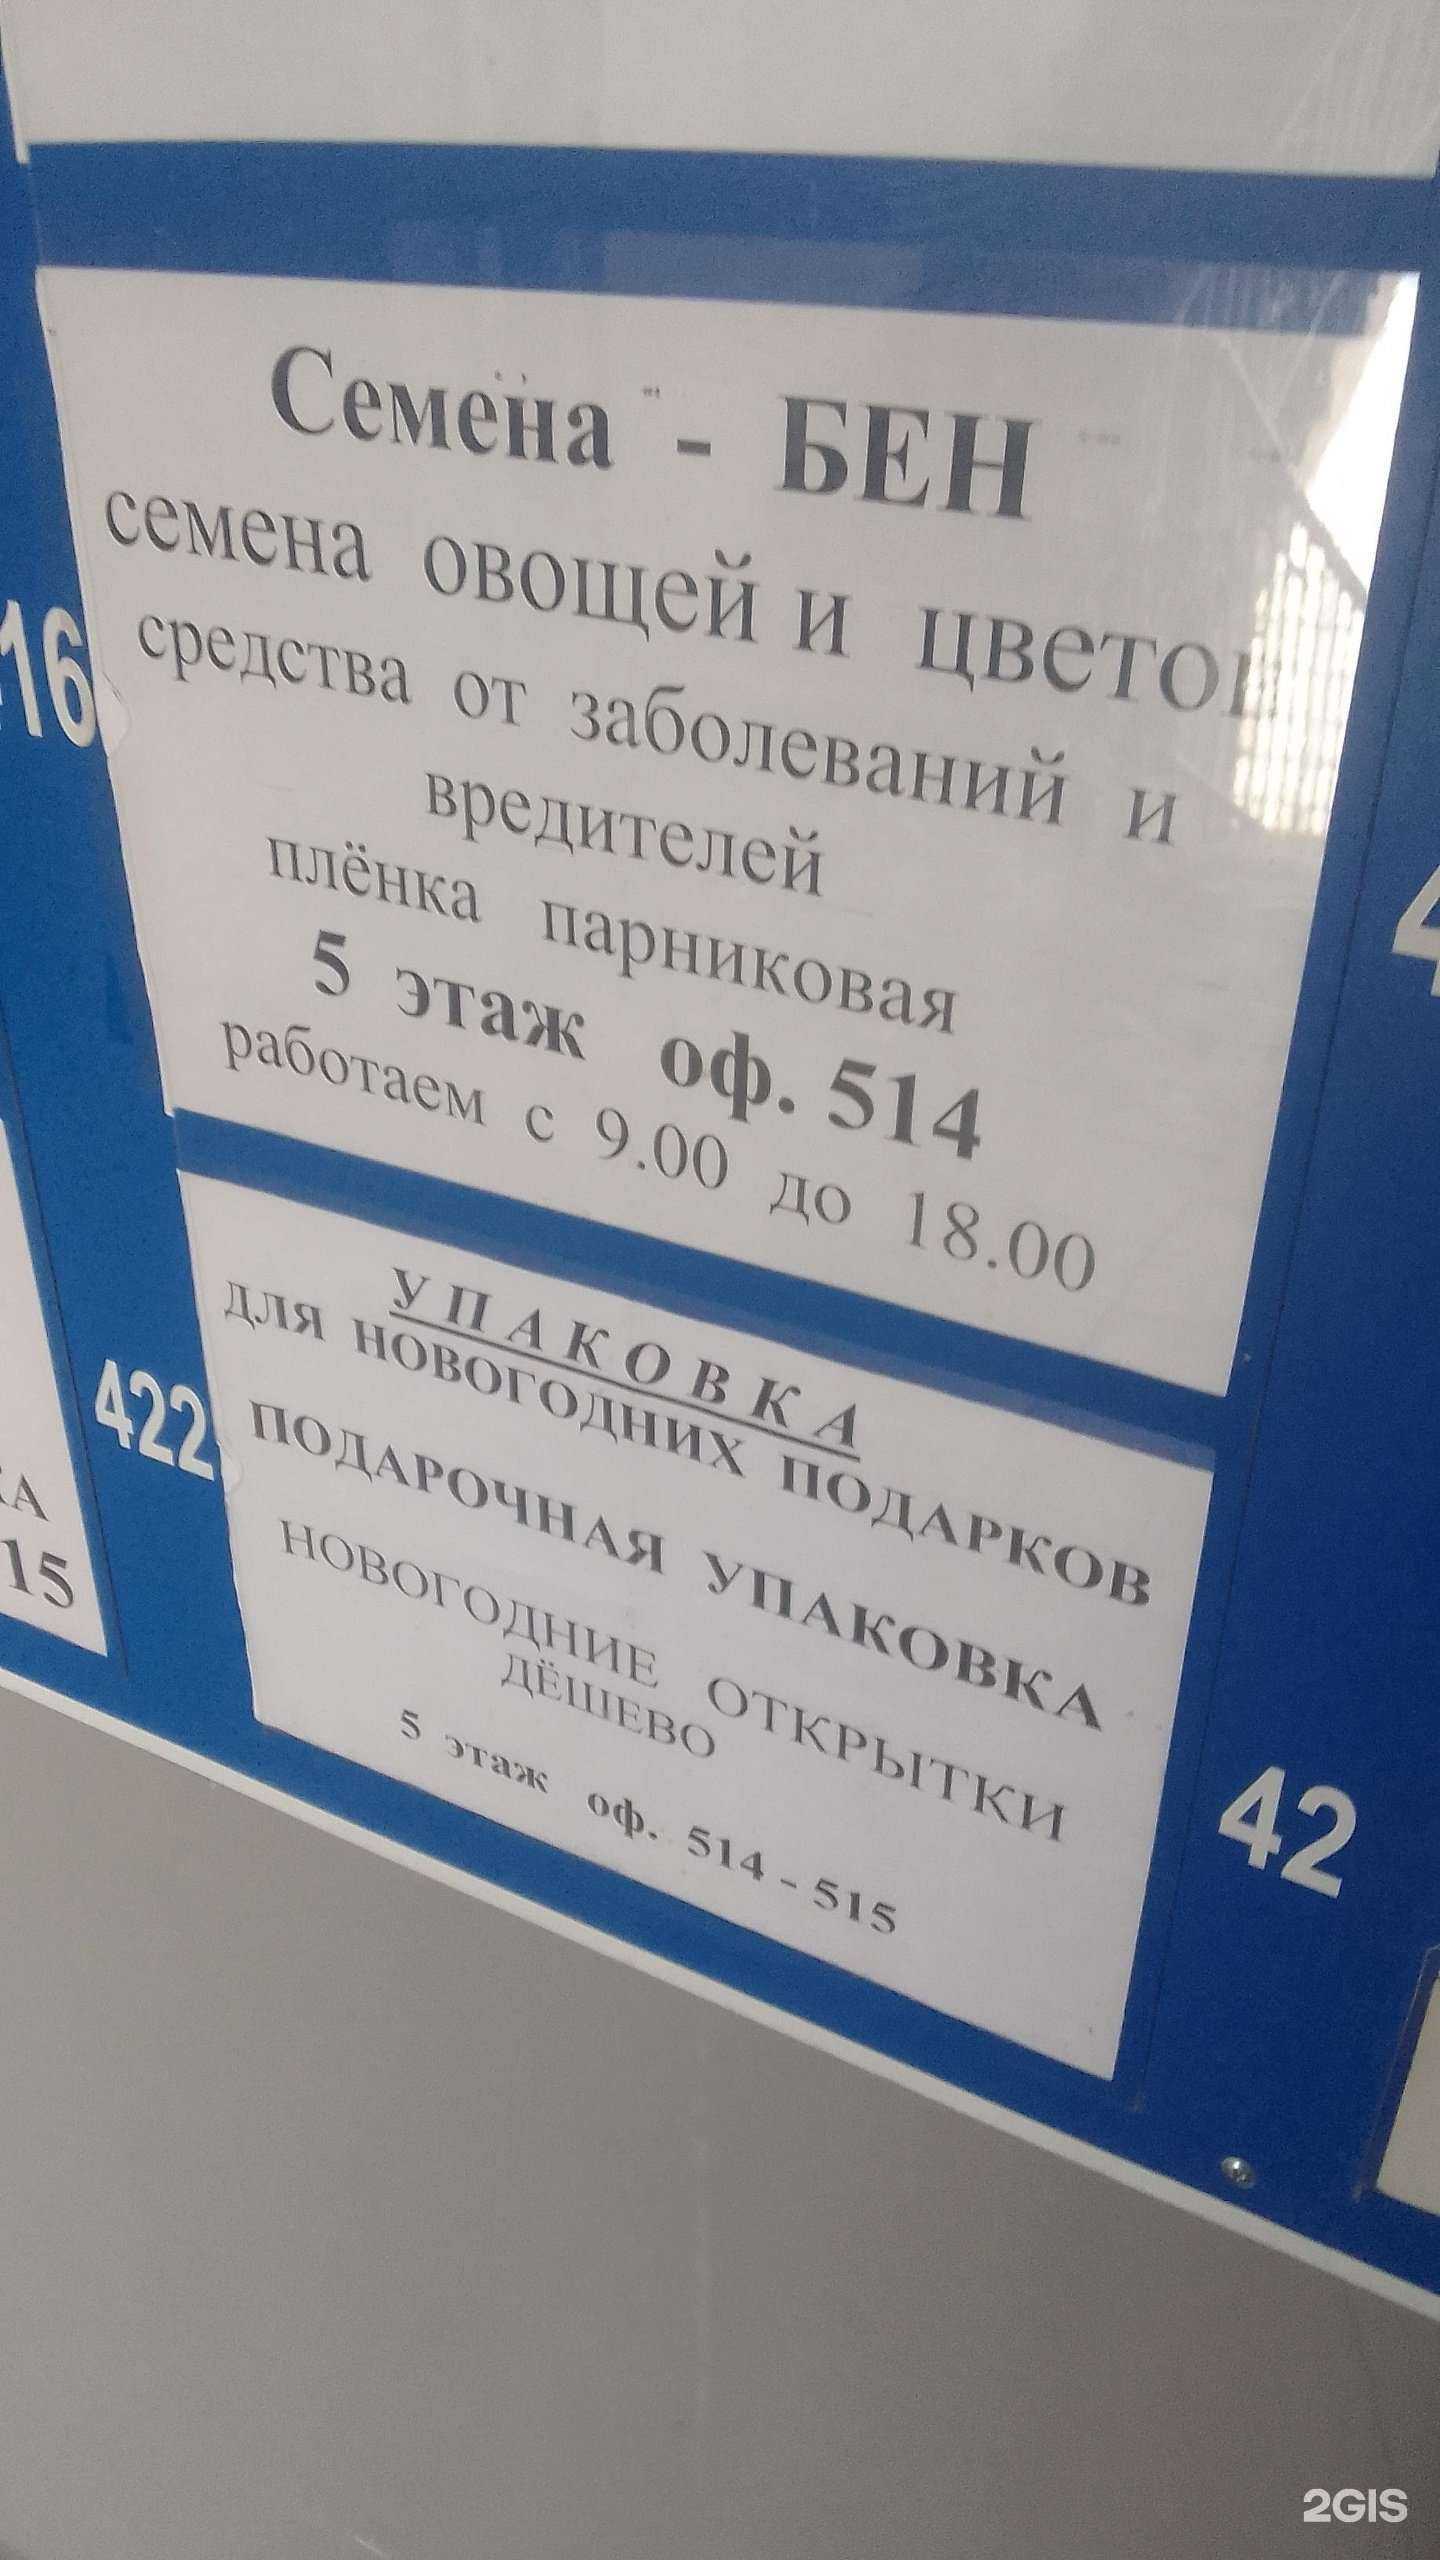 Семена - БЕН
семена овощей и цветов
средства от заболеваний и
вредителей
плёнка парниковая
5 этаж оф. 514
работаем с 9.00 до 18.00
УПАКОВКА
ДЛЯ НОВОГОДНИХ ПОДАРКОВ
ПОДАРОЧНАЯ УПАКОВКА
НОВОГОДНИЕ ОТКРЫТКИ
ДЁШЕВО
5 этаж оф. 514 - 515
16
422
15
42
2GIS